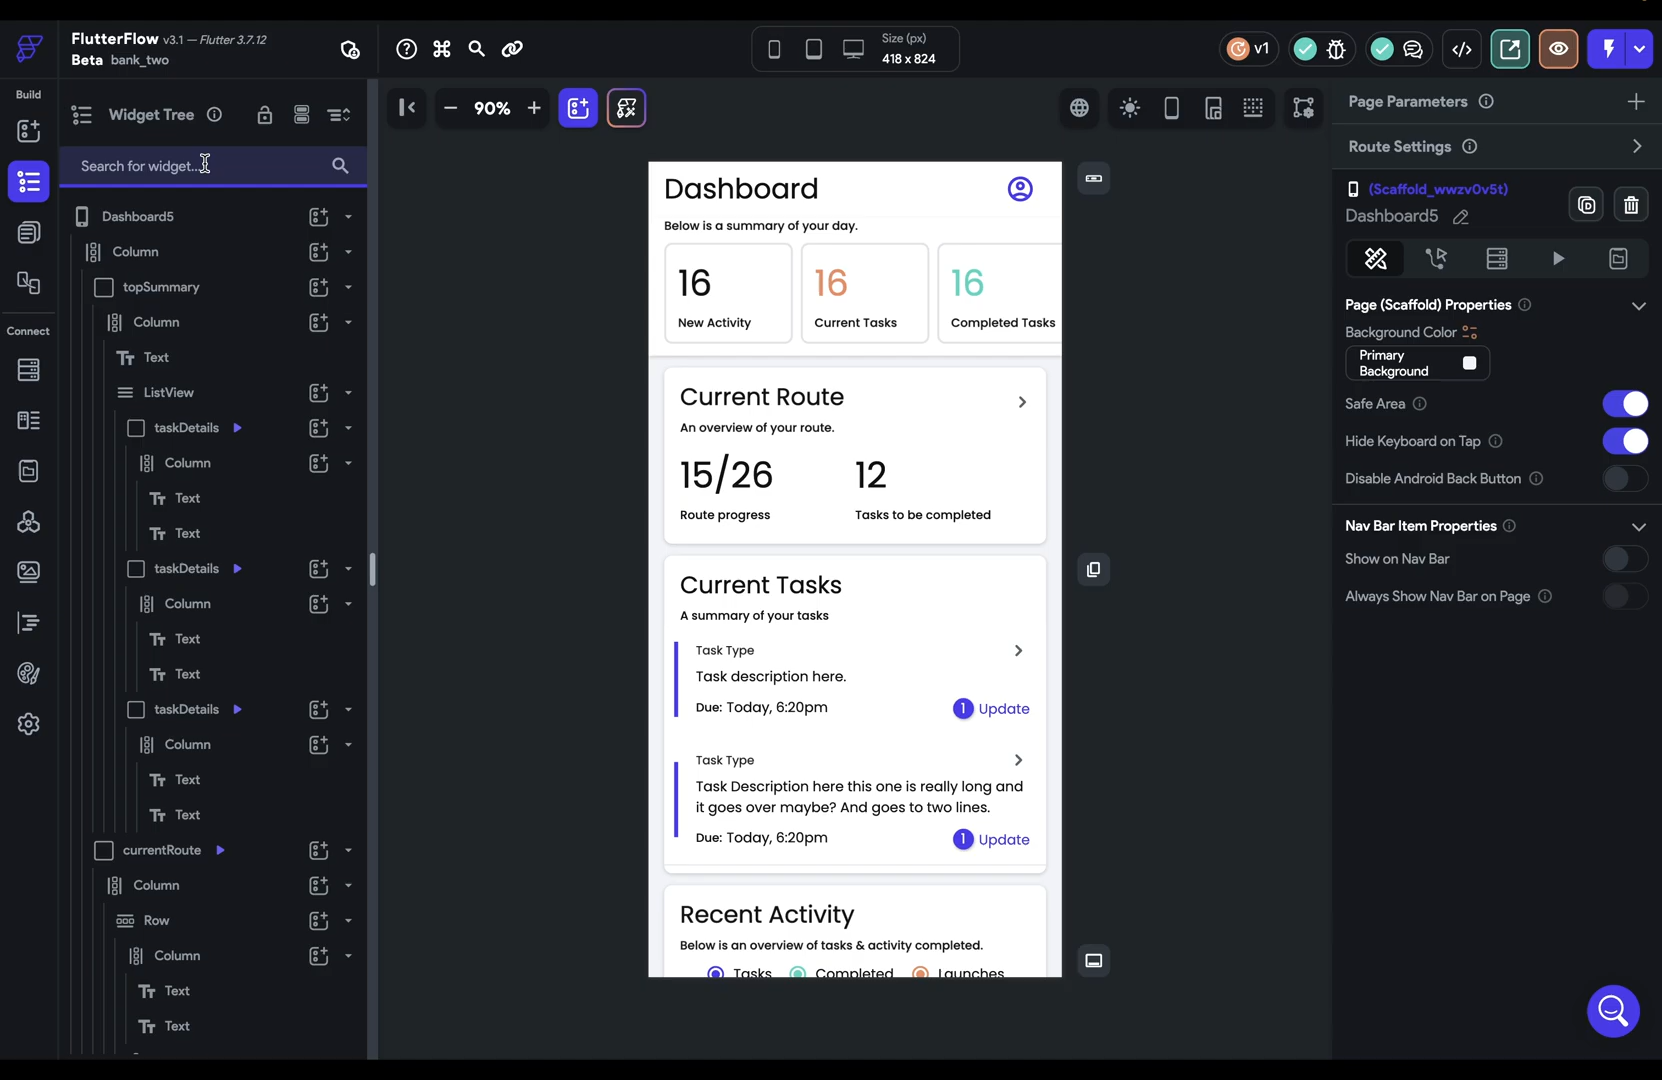 FlutterFlow v3.1 — Flutter 3.7.12
Beta bank_two
Size (px)
418 x 824
v1
Build
Connect
Widget Tree
Search for widget...
Dashboard5
Column
topSummary
Column
Text
ListView
taskDetails
Column
Text
Text
taskDetails
Column
Text
Text
taskDetails
Column
Text
Text
currentRoute
Column
Row
Column
Text
Text
90%
Dashboard
Below is a summary of your day.
16
New Activity
16
Current Tasks
16
Completed Tasks
Current Route
An overview of your route.
15/26
Route progress
12
Tasks to be completed
Current Tasks
A summary of your tasks
Task Type
Task description here.
Due: Today, 6:20pm
1 Update
Task Type
Task Description here this one is really long and
it goes over maybe? And goes to two lines.
Due: Today, 6:20pm
1 Update
Recent Activity
Below is an overview of tasks & activity completed.
Tasks Completed Launches
Page Parameters
Route Settings
(Scaffold_wwzv0v5t)
Dashboard5
Page (Scaffold) Properties
Background Color
Primary
Background
Safe Area
Hide Keyboard on Tap
Disable Android Back Button
Nav Bar Item Properties
Show on Nav Bar
Always Show Nav Bar on Page